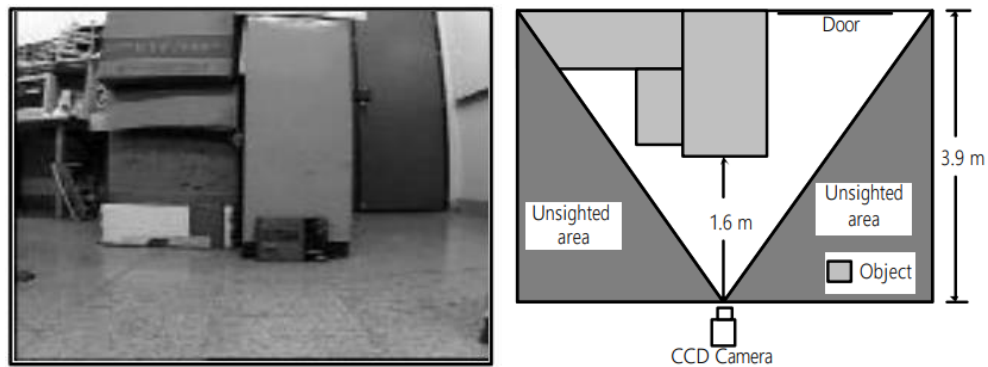 Door
3.9 m
Unsighted
area
1.6 m
Unsighted
area
Object
CCD Camera